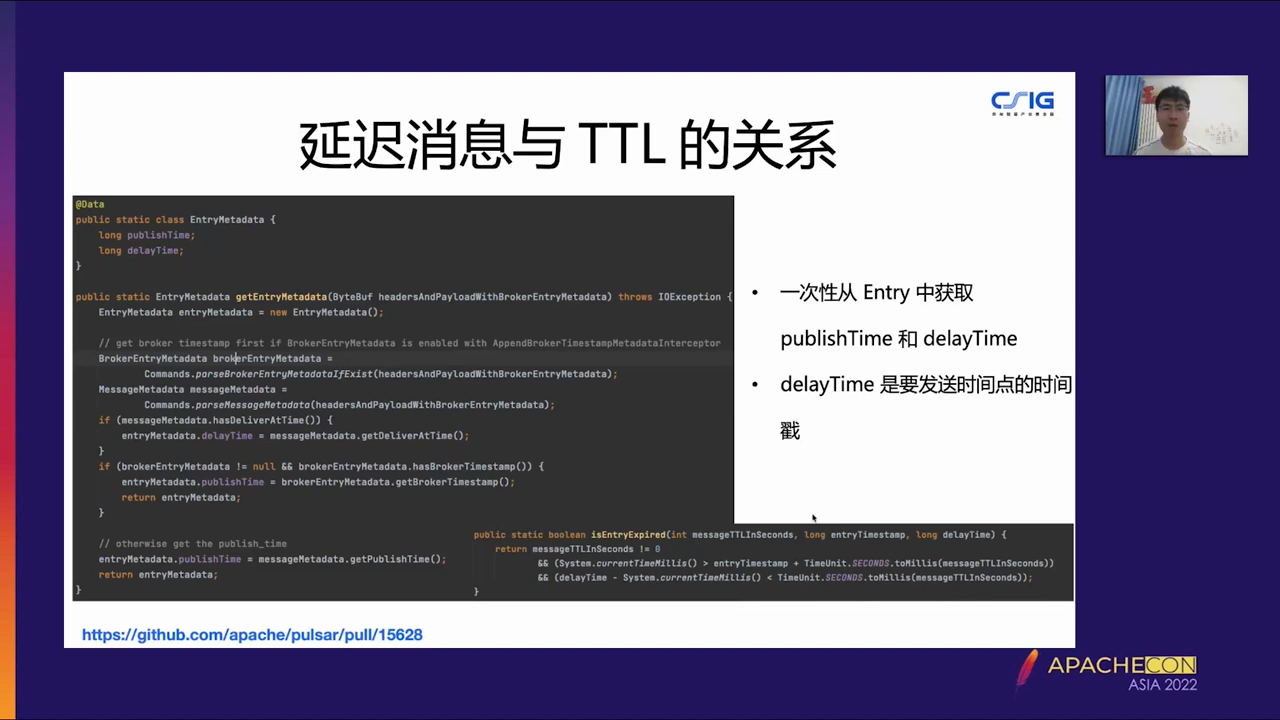 CSIG
延迟消息与 TTL 的关系
@Data
public static class EntryMetadata {
long publishTime;
long delayTime;
}
public static EntryMetadata getEntryMetadata(ByteBuf headersAndPayloadWithBrokerEntryMetadata) throws IOException {
EntryMetadata entryMetadata = new EntryMetadata();
// get broker timestamp first if BrokerEntryMetadata is enabled with AppendBrokerTimestampMetadataInterceptor
BrokerEntryMetadata brokerEntryMetadata =
Commands.parseBrokerEntryMetadataIfExist(headersAndPayloadWithBrokerEntryMetadata);
MessageMetadata messageMetadata =
Commands.parseMessageMetadata(headersAndPayloadWithBrokerEntryMetadata);
if (messageMetadata.hasDeliverAtTime()) {
entryMetadata.delayTime = messageMetadata.getDeliverAtTime();
}
if (brokerEntryMetadata != null && brokerEntryMetadata.hasBrokerTimestamp()) {
entryMetadata.publishTime = brokerEntryMetadata.getBrokerTimestamp();
return entryMetadata;
}
// otherwise get the publish_time
entryMetadata.publishTime = messageMetadata.getPublishTime();
return entryMetadata;
}
• 一次性从 Entry 中获取
publishTime 和 delayTime
• delayTime 是要发送时间点的时间
戳
public static boolean isEntryExpired(int messageTTLInSeconds, long entryTimestamp, long delayTime) {
return messageTTLInSeconds != 0
&& (System.currentTimeMillis() > entryTimestamp + TimeUnit.SECONDS.toMillis(messageTTLInSeconds))
&& (delayTime - System.currentTimeMillis() < TimeUnit.SECONDS.toMillis(messageTTLInSeconds));
}
https://github.com/apache/pulsar/pull/15628
APACHECON
ASIA 2022